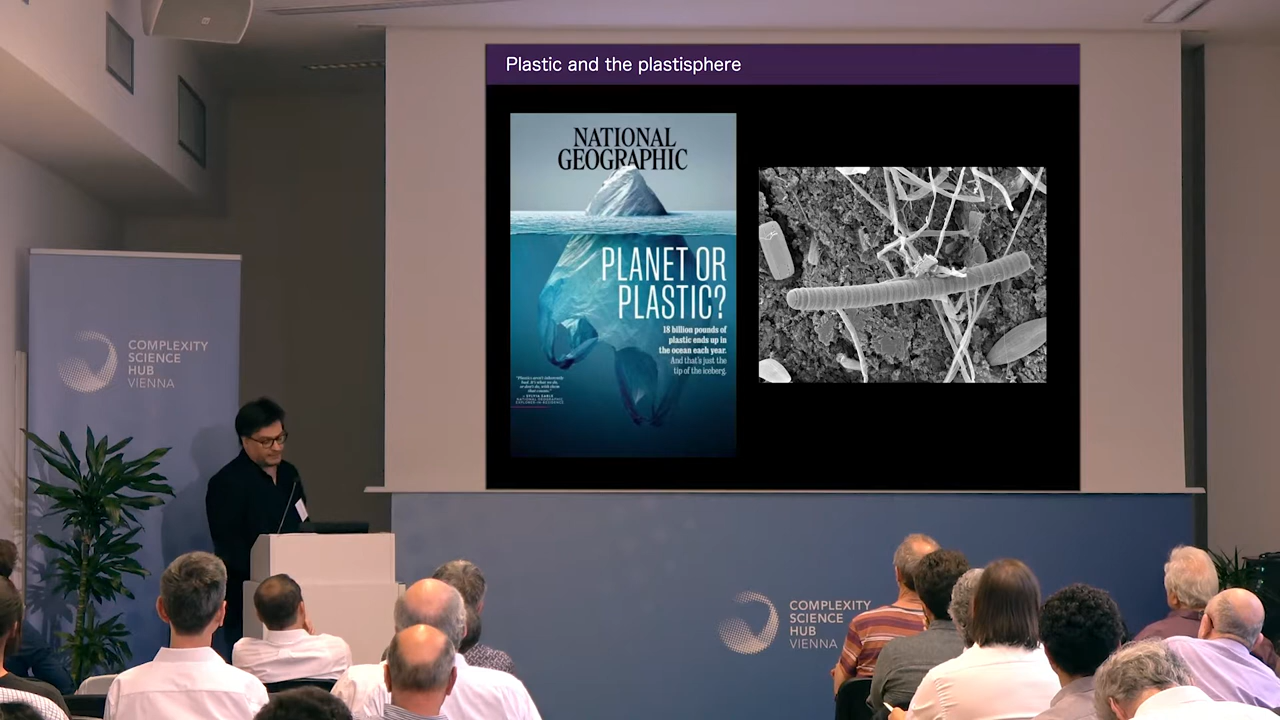 Plastic and the plastisphere
NATIONAL
GEOGRAPHIC
PLANET OR
PLASTIC?
18 billion pounds of
plastic ends up in
the ocean each year.
And that's just the
tip of the iceberg.
COMPLEXITY
SCIENCE
HUB
VIENNA
COMPLEXITY
SCIENCE
HUB
VIENNA